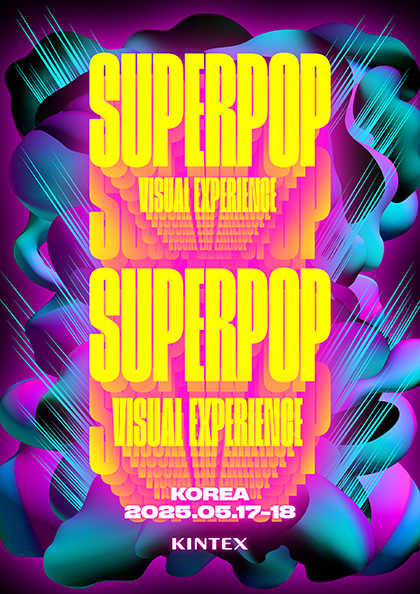 SUPERPOP
VISUAL EXPERIENCE
SUPERPOP
VISUAL EXPERIENCE
KOREA
2025.05.17-18
KINTEX